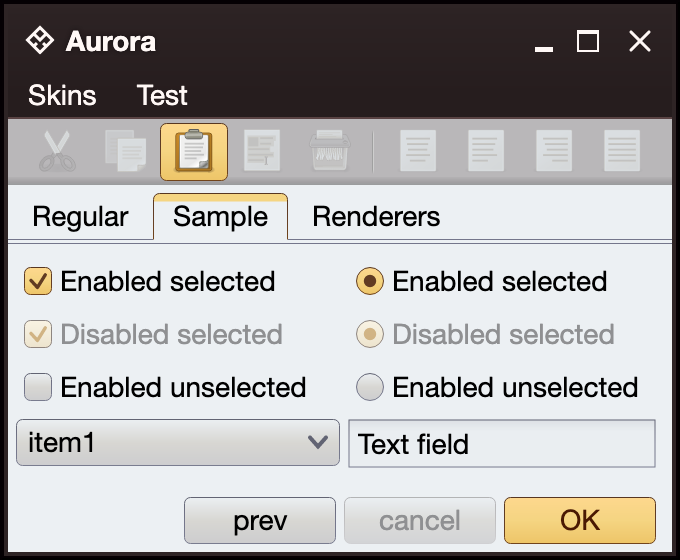 Aurora
Skins Test
Regular Sample Renderers
Enabled selected Enabled selected
Disabled selected Disabled selected
Enabled unselected Enabled unselected
item1 Text field
prev cancel OK